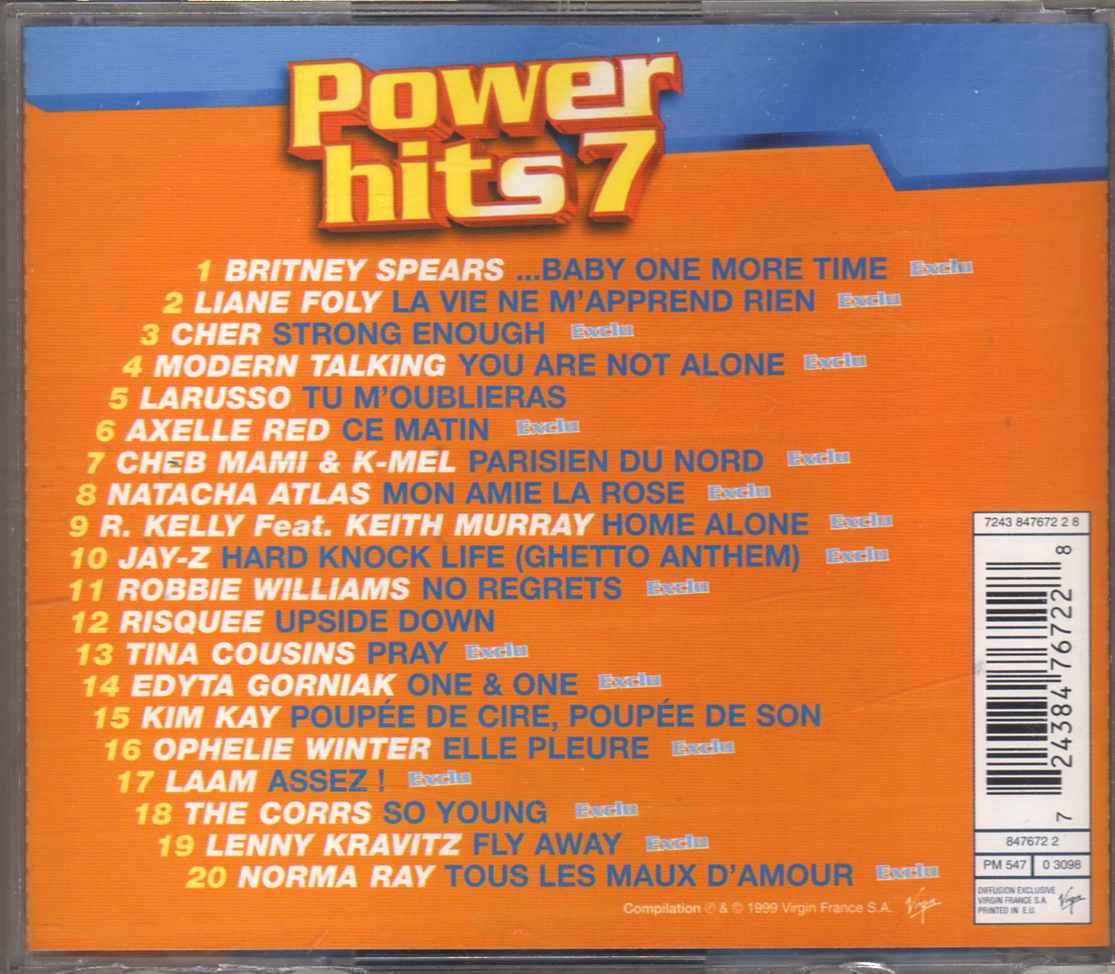 Power
hits 7
1 BRITNEY SPEARS ...BABY ONE MORE TIME Exclu
2 LIANE FOLY LA VIE NE M'APPREND RIEN Exclu
3 CHER STRONG ENOUGH Exclu
4 MODERN TALKING YOU ARE NOT ALONE Exclu
5 LARUSSO TU M'OUBLIERAS
6 AXELLE RED CE MATIN Exclu
7 CHEB MAMI & K-MEL PARISIEN DU NORD Exclu
8 NATACHA ATLAS MON AMIE LA ROSE Exclu
9 R. KELLY Feat. KEITH MURRAY HOME ALONE Exclu
10 JAY-Z HARD KNOCK LIFE (GHETTO ANTHEM) Exclu
11 ROBBIE WILLIAMS NO REGRETS Exclu
12 RISQUEE UPSIDE DOWN
13 TINA COUSINS PRAY Exclu
14 EDYTA GORNIAK ONE & ONE Exclu
15 KIM KAY POUPÉE DE CIRE, POUPÉE DE SON
16 OPHELIE WINTER ELLE PLEURE Exclu
17 LAAM ASSEZ ! Exclu
18 THE CORRS SO YOUNG Exclu
19 LENNY KRAVITZ FLY AWAY Exclu
20 NORMA RAY TOUS LES MAUX D'AMOUR Exclu
Compilation ℗ & © 1999 Virgin France S.A. Virgin
7243 847672 2 8
7 24384 76722 8
847672 2
PM 547 0 3098
DIFFUSION EXCLUSIVE
VIRGIN FRANCE S.A.
PRINTED IN E.U.
Virgin